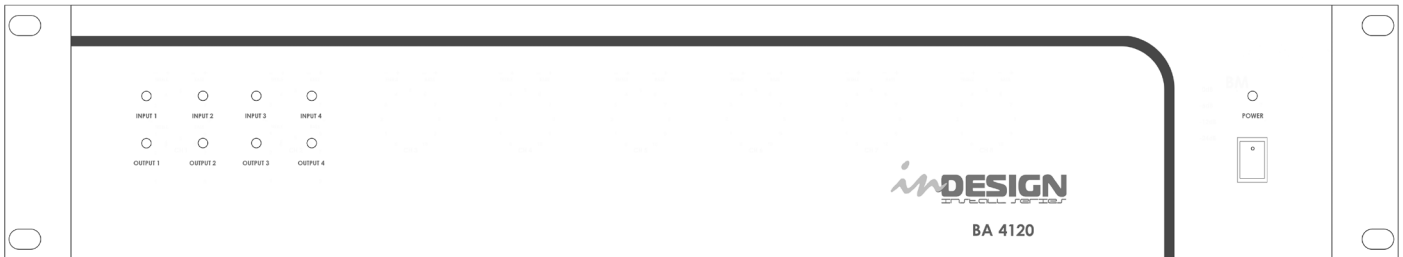 INPUT 1 INPUT 2 INPUT 3 INPUT 4 POWER
OUTPUT 1 OUTPUT 2 OUTPUT 3 OUTPUT 4
inDESIGN
INSTALL SERIES
BA 4120